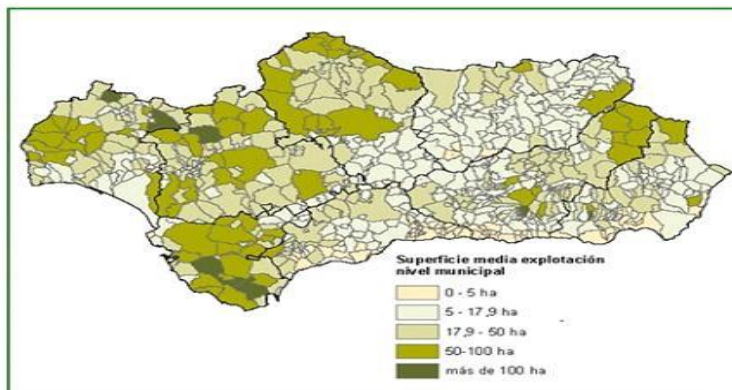 Superficie media explotación
nivel municipal
0 - 5 ha
5 - 17,9 ha
17,9 - 50 ha
50-100 ha
más de 100 ha